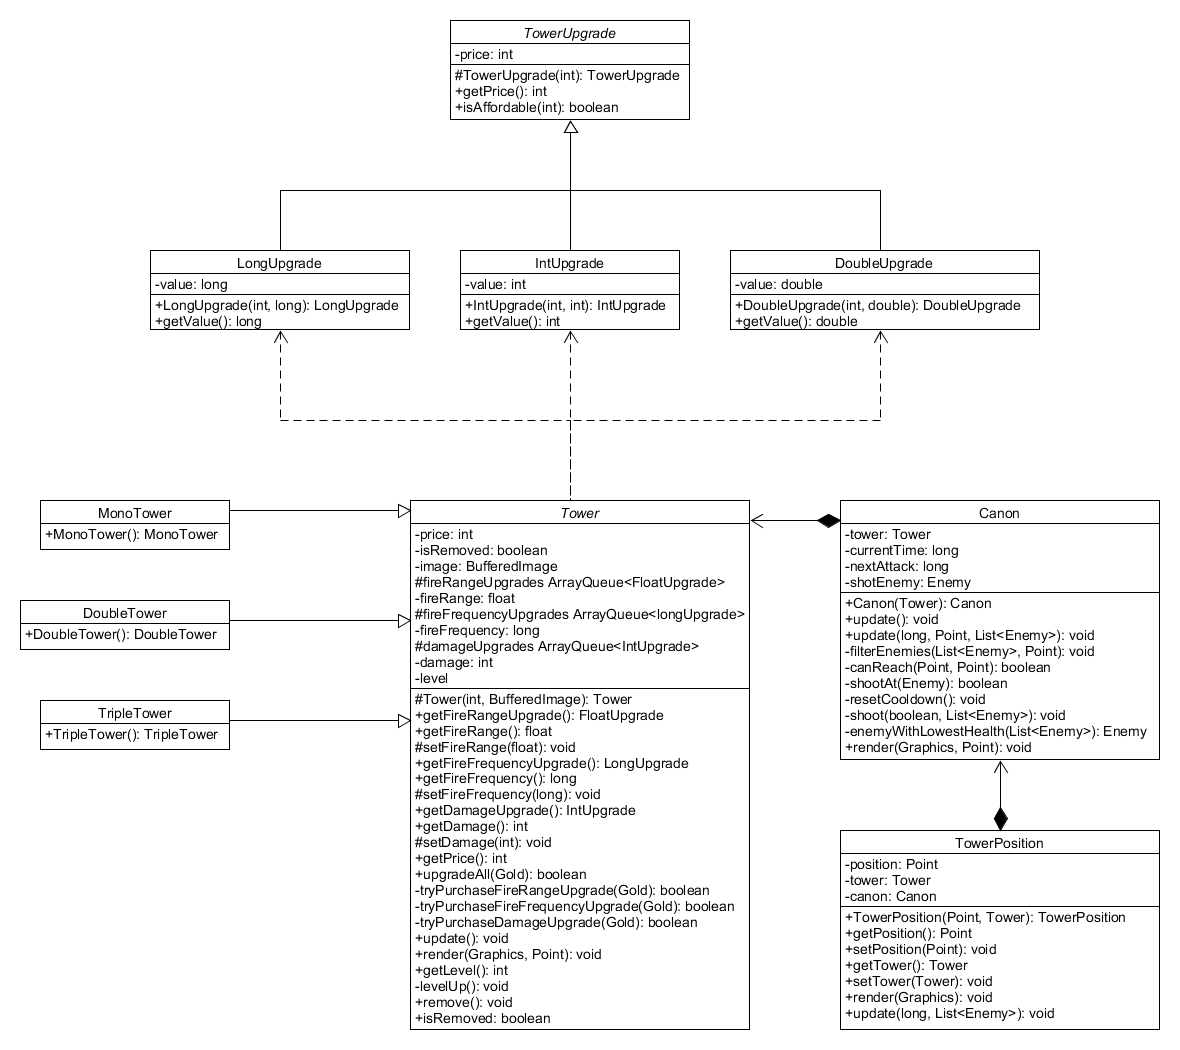 TowerUpgrade
-price: int
#TowerUpgrade(int): TowerUpgrade
+getPrice(): int
+isAffordable(int): boolean
LongUpgrade
-value: long
+LongUpgrade(int, long): LongUpgrade
+getValue(): long
IntUpgrade
-value: int
+IntUpgrade(int, int): IntUpgrade
+getValue(): int
DoubleUpgrade
-value: double
+DoubleUpgrade(int, double): DoubleUpgrade
+getValue(): double
MonoTower
+MonoTower(): MonoTower
DoubleTower
+DoubleTower(): DoubleTower
TripleTower
+TripleTower(): TripleTower
Tower
-price: int
-isRemoved: boolean
-image: BufferedImage
#fireRangeUpgrades ArrayQueue<FloatUpgrade>
-fireRange: float
#fireFrequencyUpgrades ArrayQueue<longUpgrade>
-fireFrequency: long
#damageUpgrades ArrayQueue<IntUpgrade>
-damage: int
-level
#Tower(int, BufferedImage): Tower
+getFireRangeUpgrade(): FloatUpgrade
+getFireRange(): float
#setFireRange(float): void
+getFireFrequencyUpgrade(): LongUpgrade
+getFireFrequency(): long
#setFireFrequency(long): void
+getDamageUpgrade(): IntUpgrade
+getDamage(): int
#setDamage(int): void
+getPrice(): int
+upgradeAll(Gold): boolean
-tryPurchaseFireRangeUpgrade(Gold): boolean
-tryPurchaseFireFrequencyUpgrade(Gold): boolean
-tryPurchaseDamageUpgrade(Gold): boolean
+update(): void
+render(Graphics, Point): void
+getLevel(): int
-levelUp(): void
+remove(): void
+isRemoved: boolean
Canon
-tower: Tower
-currentTime: long
-nextAttack: long
-shotEnemy: Enemy
+Canon(Tower): Canon
+update(): void
+update(long, Point, List<Enemy>): void
-filterEnemies(List<Enemy>, Point): void
-canReach(Point, Point): boolean
-shootAt(Enemy): boolean
-resetCooldown(): void
-shoot(boolean, List<Enemy>): void
-enemyWithLowestHealth(List<Enemy>): Enemy
+render(Graphics, Point): void
TowerPosition
-position: Point
-tower: Tower
-canon: Canon
+TowerPosition(Point, Tower): TowerPosition
+getPosition(): Point
+setPosition(Point): void
+getTower(): Tower
+setTower(Tower): void
+render(Graphics): void
+update(long, List<Enemy>): void